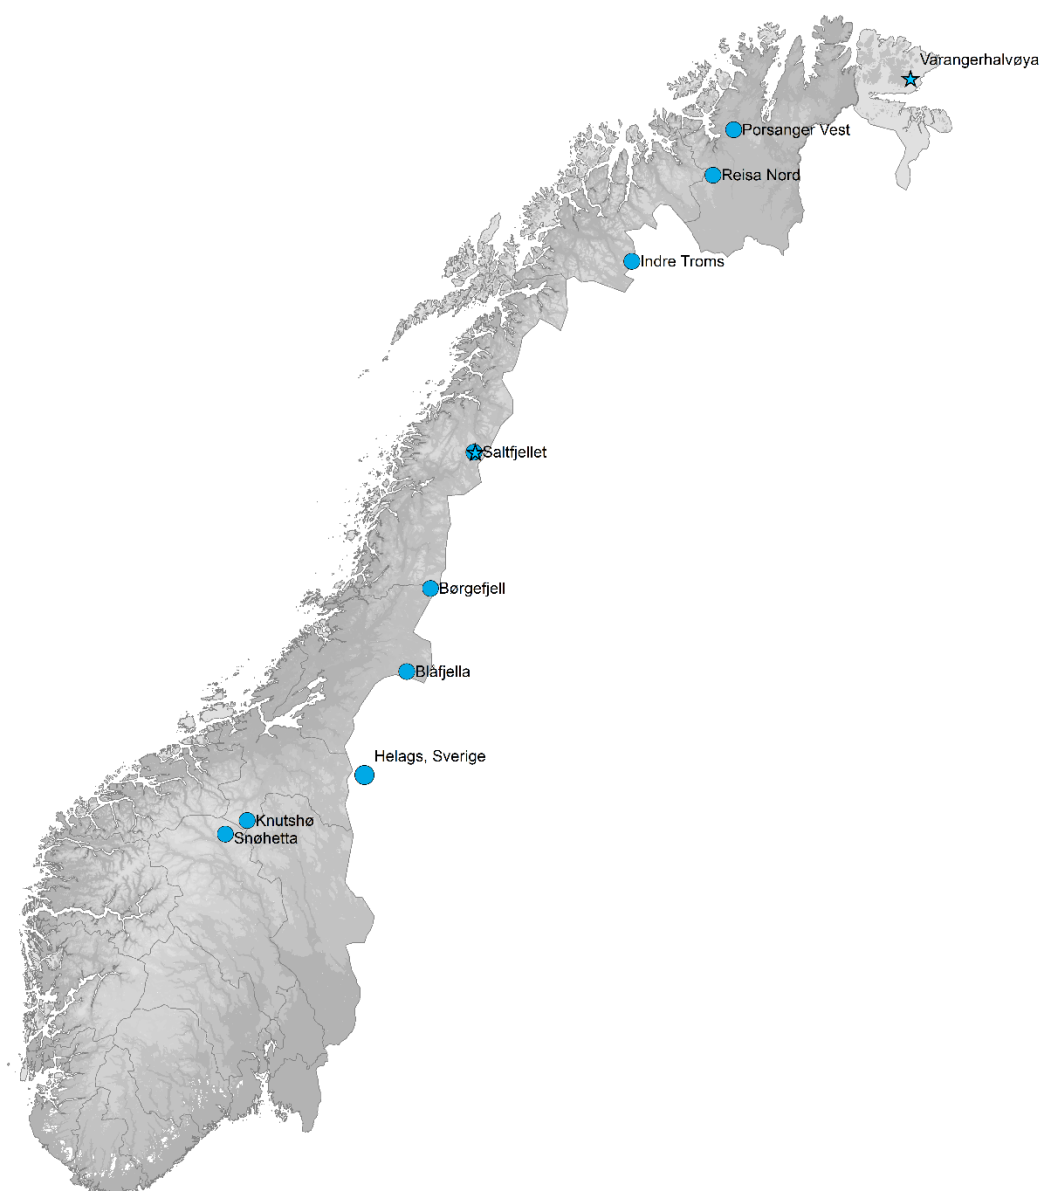 Varangerhalvøya
Porsanger Vest
Reisa Nord
Indre Troms
Saltfjellet
Børgefjell
Blåfjella
Helags, Sverige
Knutshø
Snøhetta